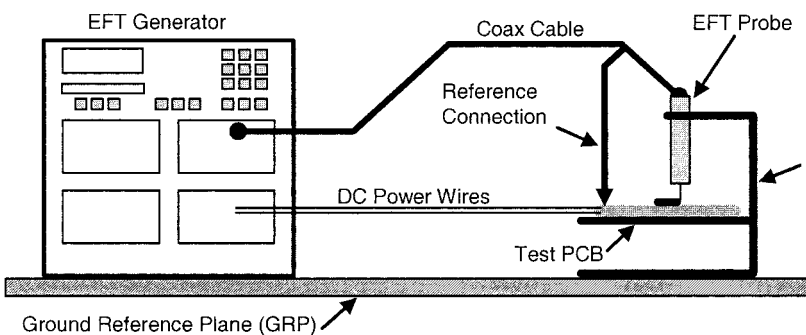 EFT Generator
Coax Cable
EFT Probe
Reference
Connection
DC Power Wires
Test PCB
Ground Reference Plane (GRP)